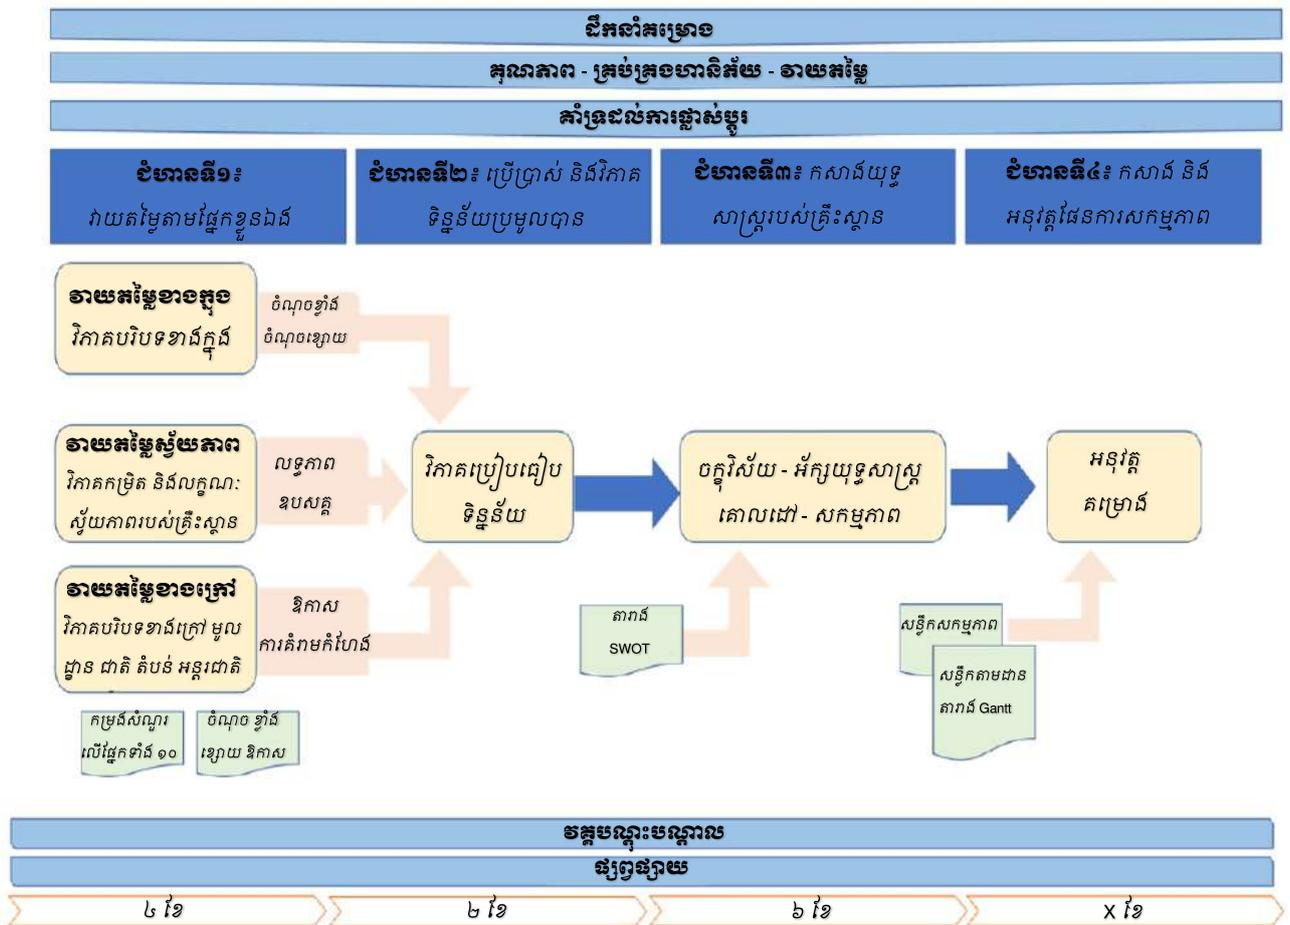 ដឹកនាំគម្រោង
គុណភាព - គ្រប់គ្រងហានិភ័យ - វាយតម្លៃ
គាំទ្រដល់ការផ្លាស់ប្តូរ
ជំហានទី១៖
វាយតម្លៃតាមផ្នែកខ្លួនឯង
ជំហានទី២៖ ប្រើប្រាស់ និងវិភាគ
ទិន្នន័យប្រមូលបាន
ជំហានទី៣៖ កសាងយុទ្ធ
សាស្ត្ររបស់គ្រឹះស្ថាន
ជំហានទី៤៖ កសាង និង
អនុវត្តផែនការសកម្មភាព
វាយតម្លៃខាងក្នុង
វិភាគបរិបទខាងក្នុង
ចំណុចខ្លាំង
ចំណុចខ្សោយ
វាយតម្លៃស្វ័យភាព
វិភាគកម្រិត និងលក្ខណៈ
ស្វ័យភាពរបស់គ្រឹះស្ថាន
លទ្ធភាព
ឧបសគ្គ
វិភាគប្រៀបធៀប
ទិន្នន័យ
ចក្ខុវិស័យ - អ័ក្សយុទ្ធសាស្ត្រ
គោលដៅ - សកម្មភាព
អនុវត្ត
គម្រោង
វាយតម្លៃខាងក្រៅ
វិភាគបរិបទខាងក្រៅ មូល
ដ្ឋាន ជាតិ តំបន់ អន្តរជាតិ
ឱកាស
ការគំរាមកំហែង
តារាង
SWOT
សន្លឹកសកម្មភាព
សន្លឹកតាមដាន
តារាង Gantt
កម្រងសំណួរ
លើផ្នែកទាំង ១០
ចំណុច ខ្លាំង
ខ្សោយ ឱកាស
វគ្គបណ្តុះបណ្តាល
ផ្សព្វផ្សាយ
៤ ខែ
២ ខែ
៦ ខែ
X ខែ